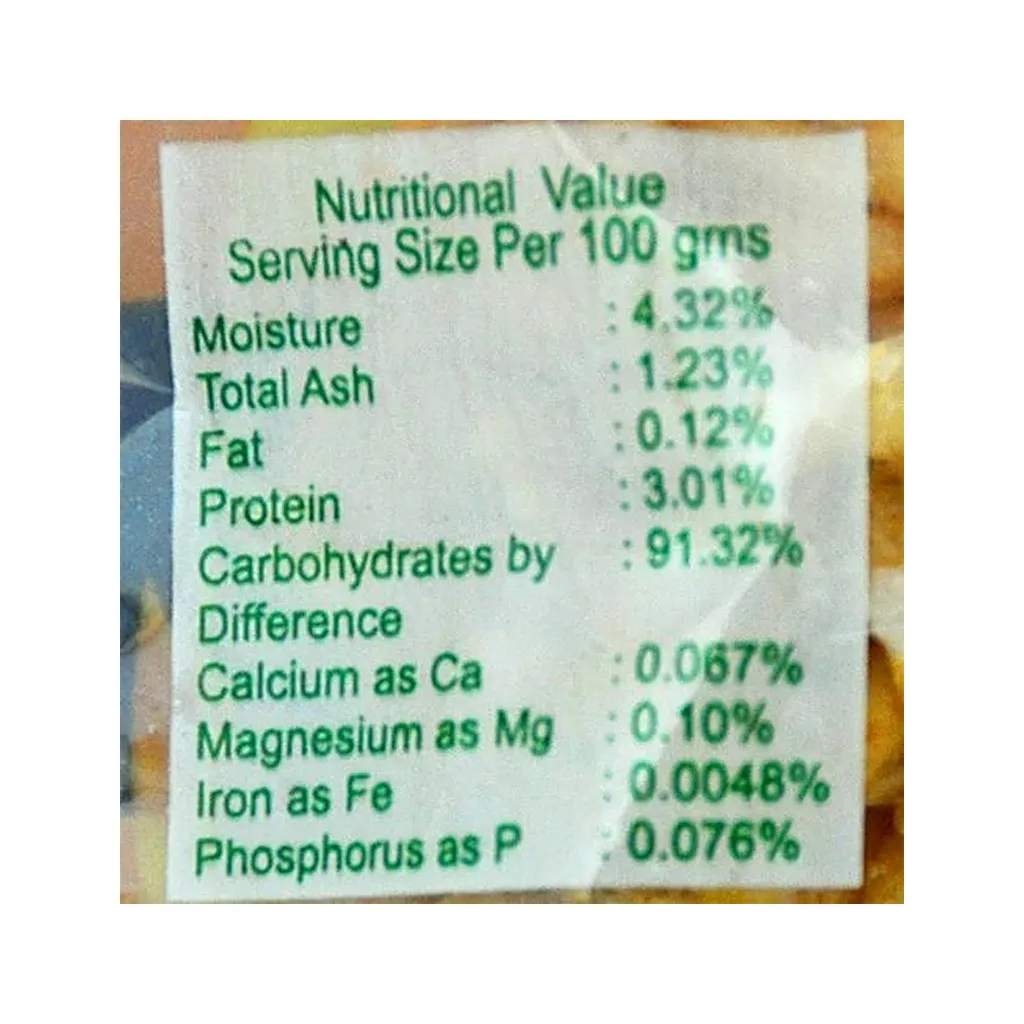 Nutritional Value
Serving Size Per 100 gms
Moisture : 4.32%
Total Ash : 1.23%
Fat : 0.12%
Protein : 3.01%
Carbohydrates by : 91.32%
Difference
Calcium as Ca : 0.067%
Magnesium as Mg : 0.10%
Iron as Fe : 0.0048%
Phosphorus as P : 0.076%